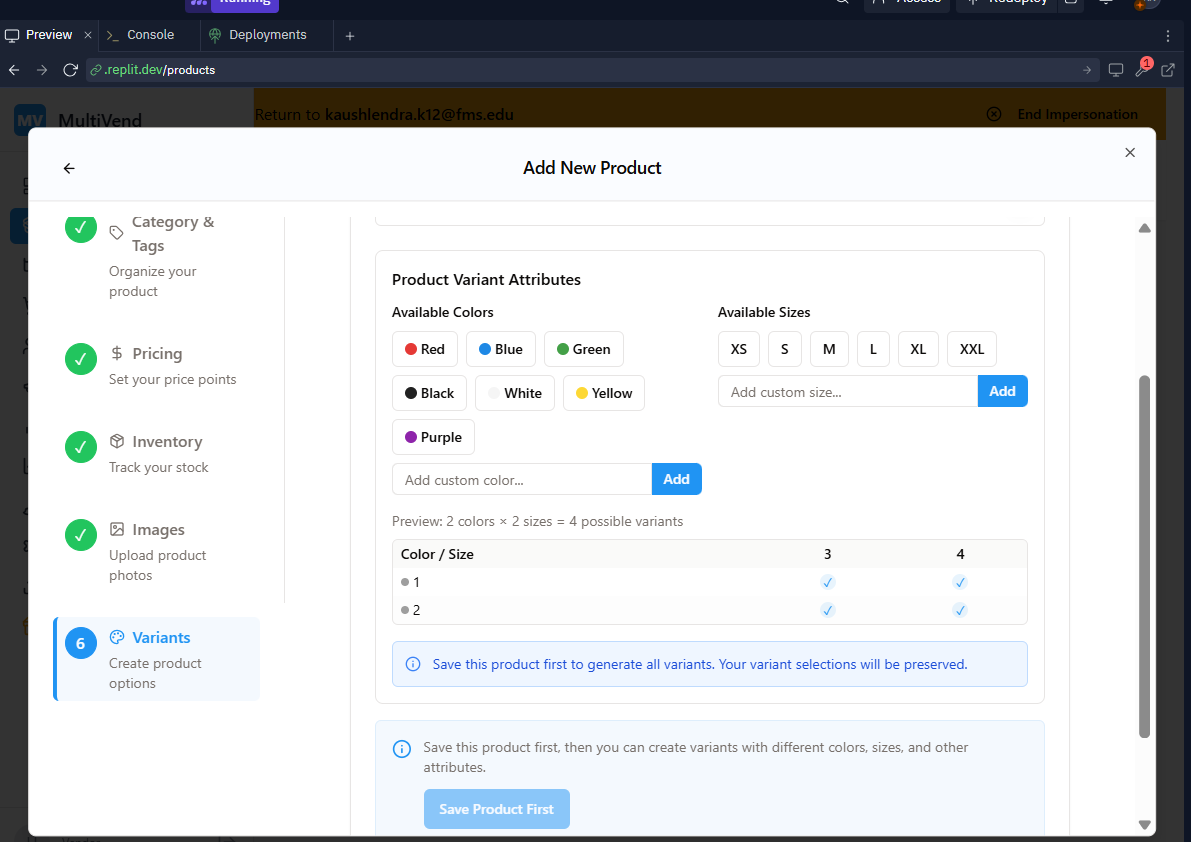 Running
Access
Redeploy
Preview
Console
Deployments
.replit.dev/products
1
MV MultiVend
Return to kaushlendra.k12@fms.edu
End Impersonation
Add New Product
Category &
Tags
Organize your
product
Pricing
Set your price points
Inventory
Track your stock
Images
Upload product
photos
6
Variants
Create product
options
Product Variant Attributes
Available Colors
Red
Blue
Green
Black
White
Yellow
Purple
Add custom color...
Add
Available Sizes
XS
S
M
L
XL
XXL
Add custom size...
Add
Preview: 2 colors × 2 sizes = 4 possible variants
Color / Size 3 4
1
2
Save this product first to generate all variants. Your variant selections will be preserved.
Save this product first, then you can create variants with different colors, sizes, and other
attributes.
Save Product First